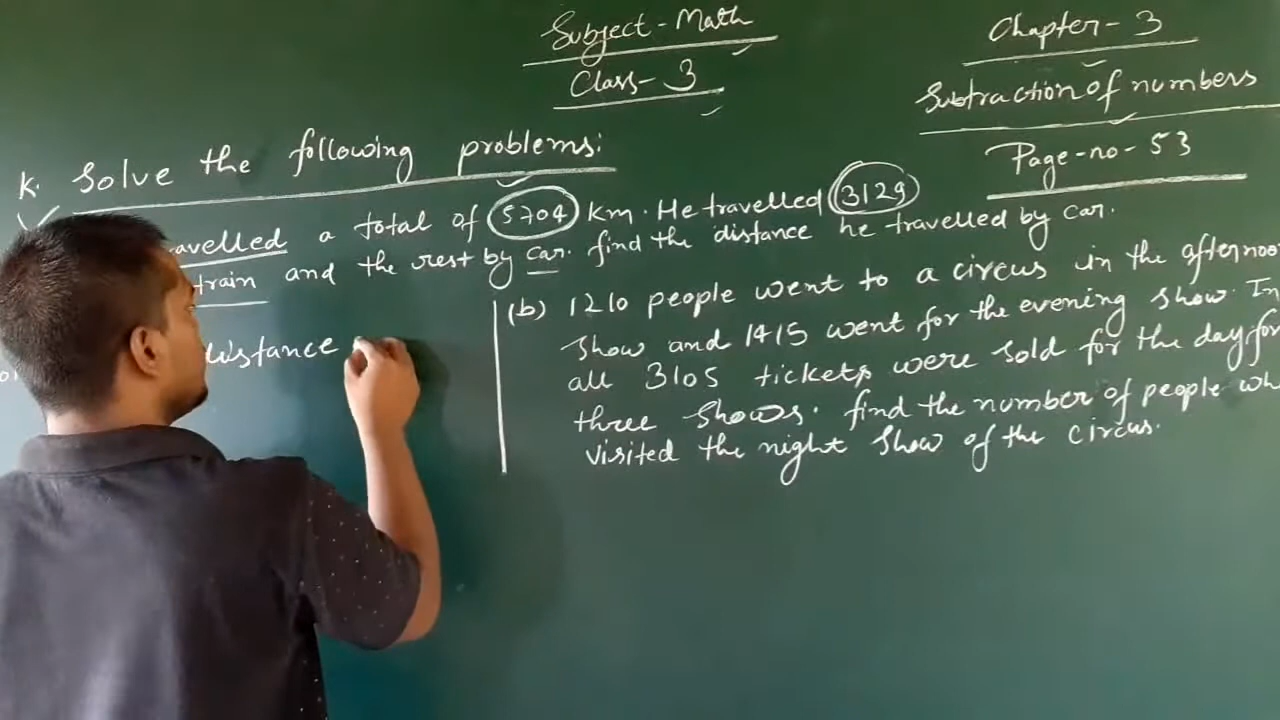 Subject - Math
Class - 3
Chapter - 3
Subtraction of numbers
Page - no - 53
K. Solve the following problems:
avelled a total of 5704 km. He travelled 3129
train and the rest by car. find the distance he travelled by car.
distance
(b) 1210 people went to a circus in the afternoo
show and 1415 went for the evening show. In
all 3105 tickets were sold for the day for
three shows. find the number of people wh
visited the night show of the circus.